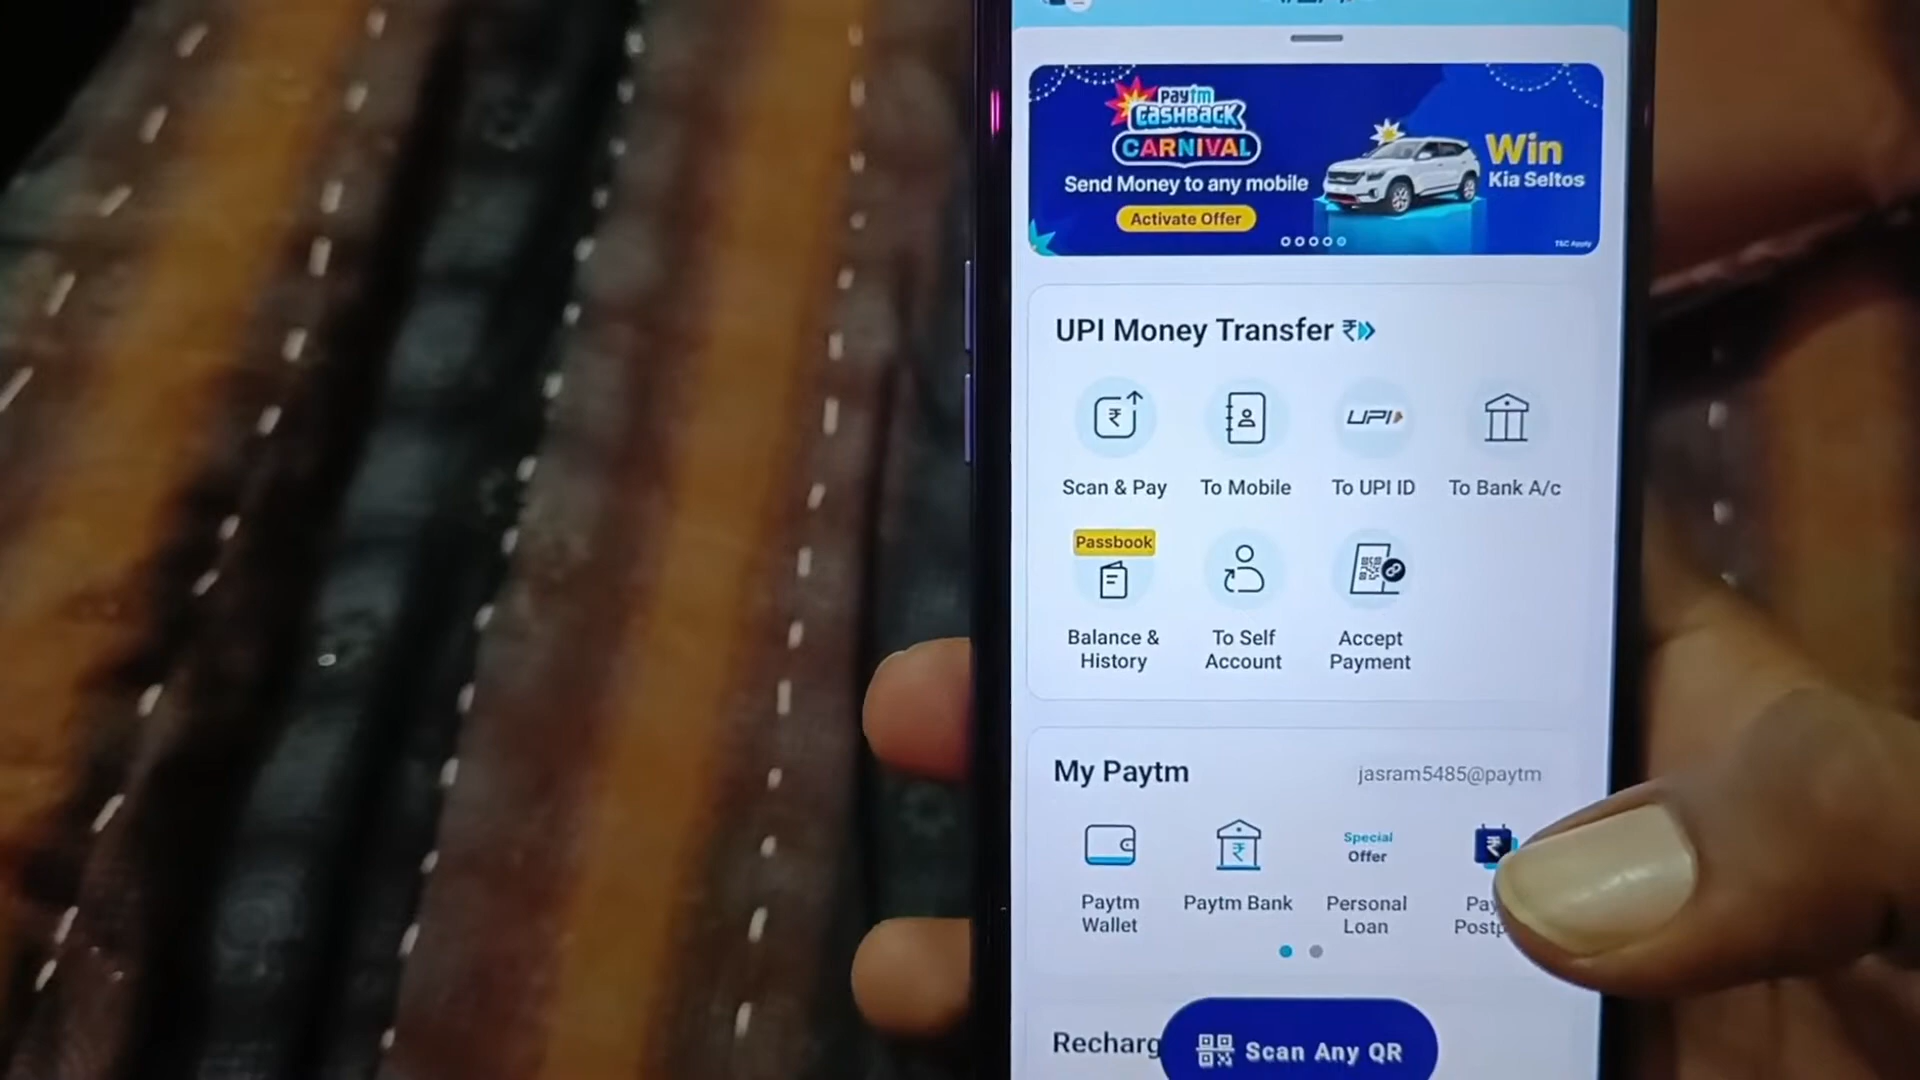 paytm
CASHBACK
CARNIVAL
Send Money to any mobile
Activate Offer
Win
Kia Seltos
T&C Apply
UPI Money Transfer ₹
₹
UPI
Scan & Pay
To Mobile
To UPI ID
To Bank A/c
Passbook
Balance &
History
To Self
Account
Accept
Payment
My Paytm
jasram5485@paytm
₹
Special
Offer
₹
Paytm
Wallet
Paytm Bank
Personal
Loan
Recharg
Scan Any QR